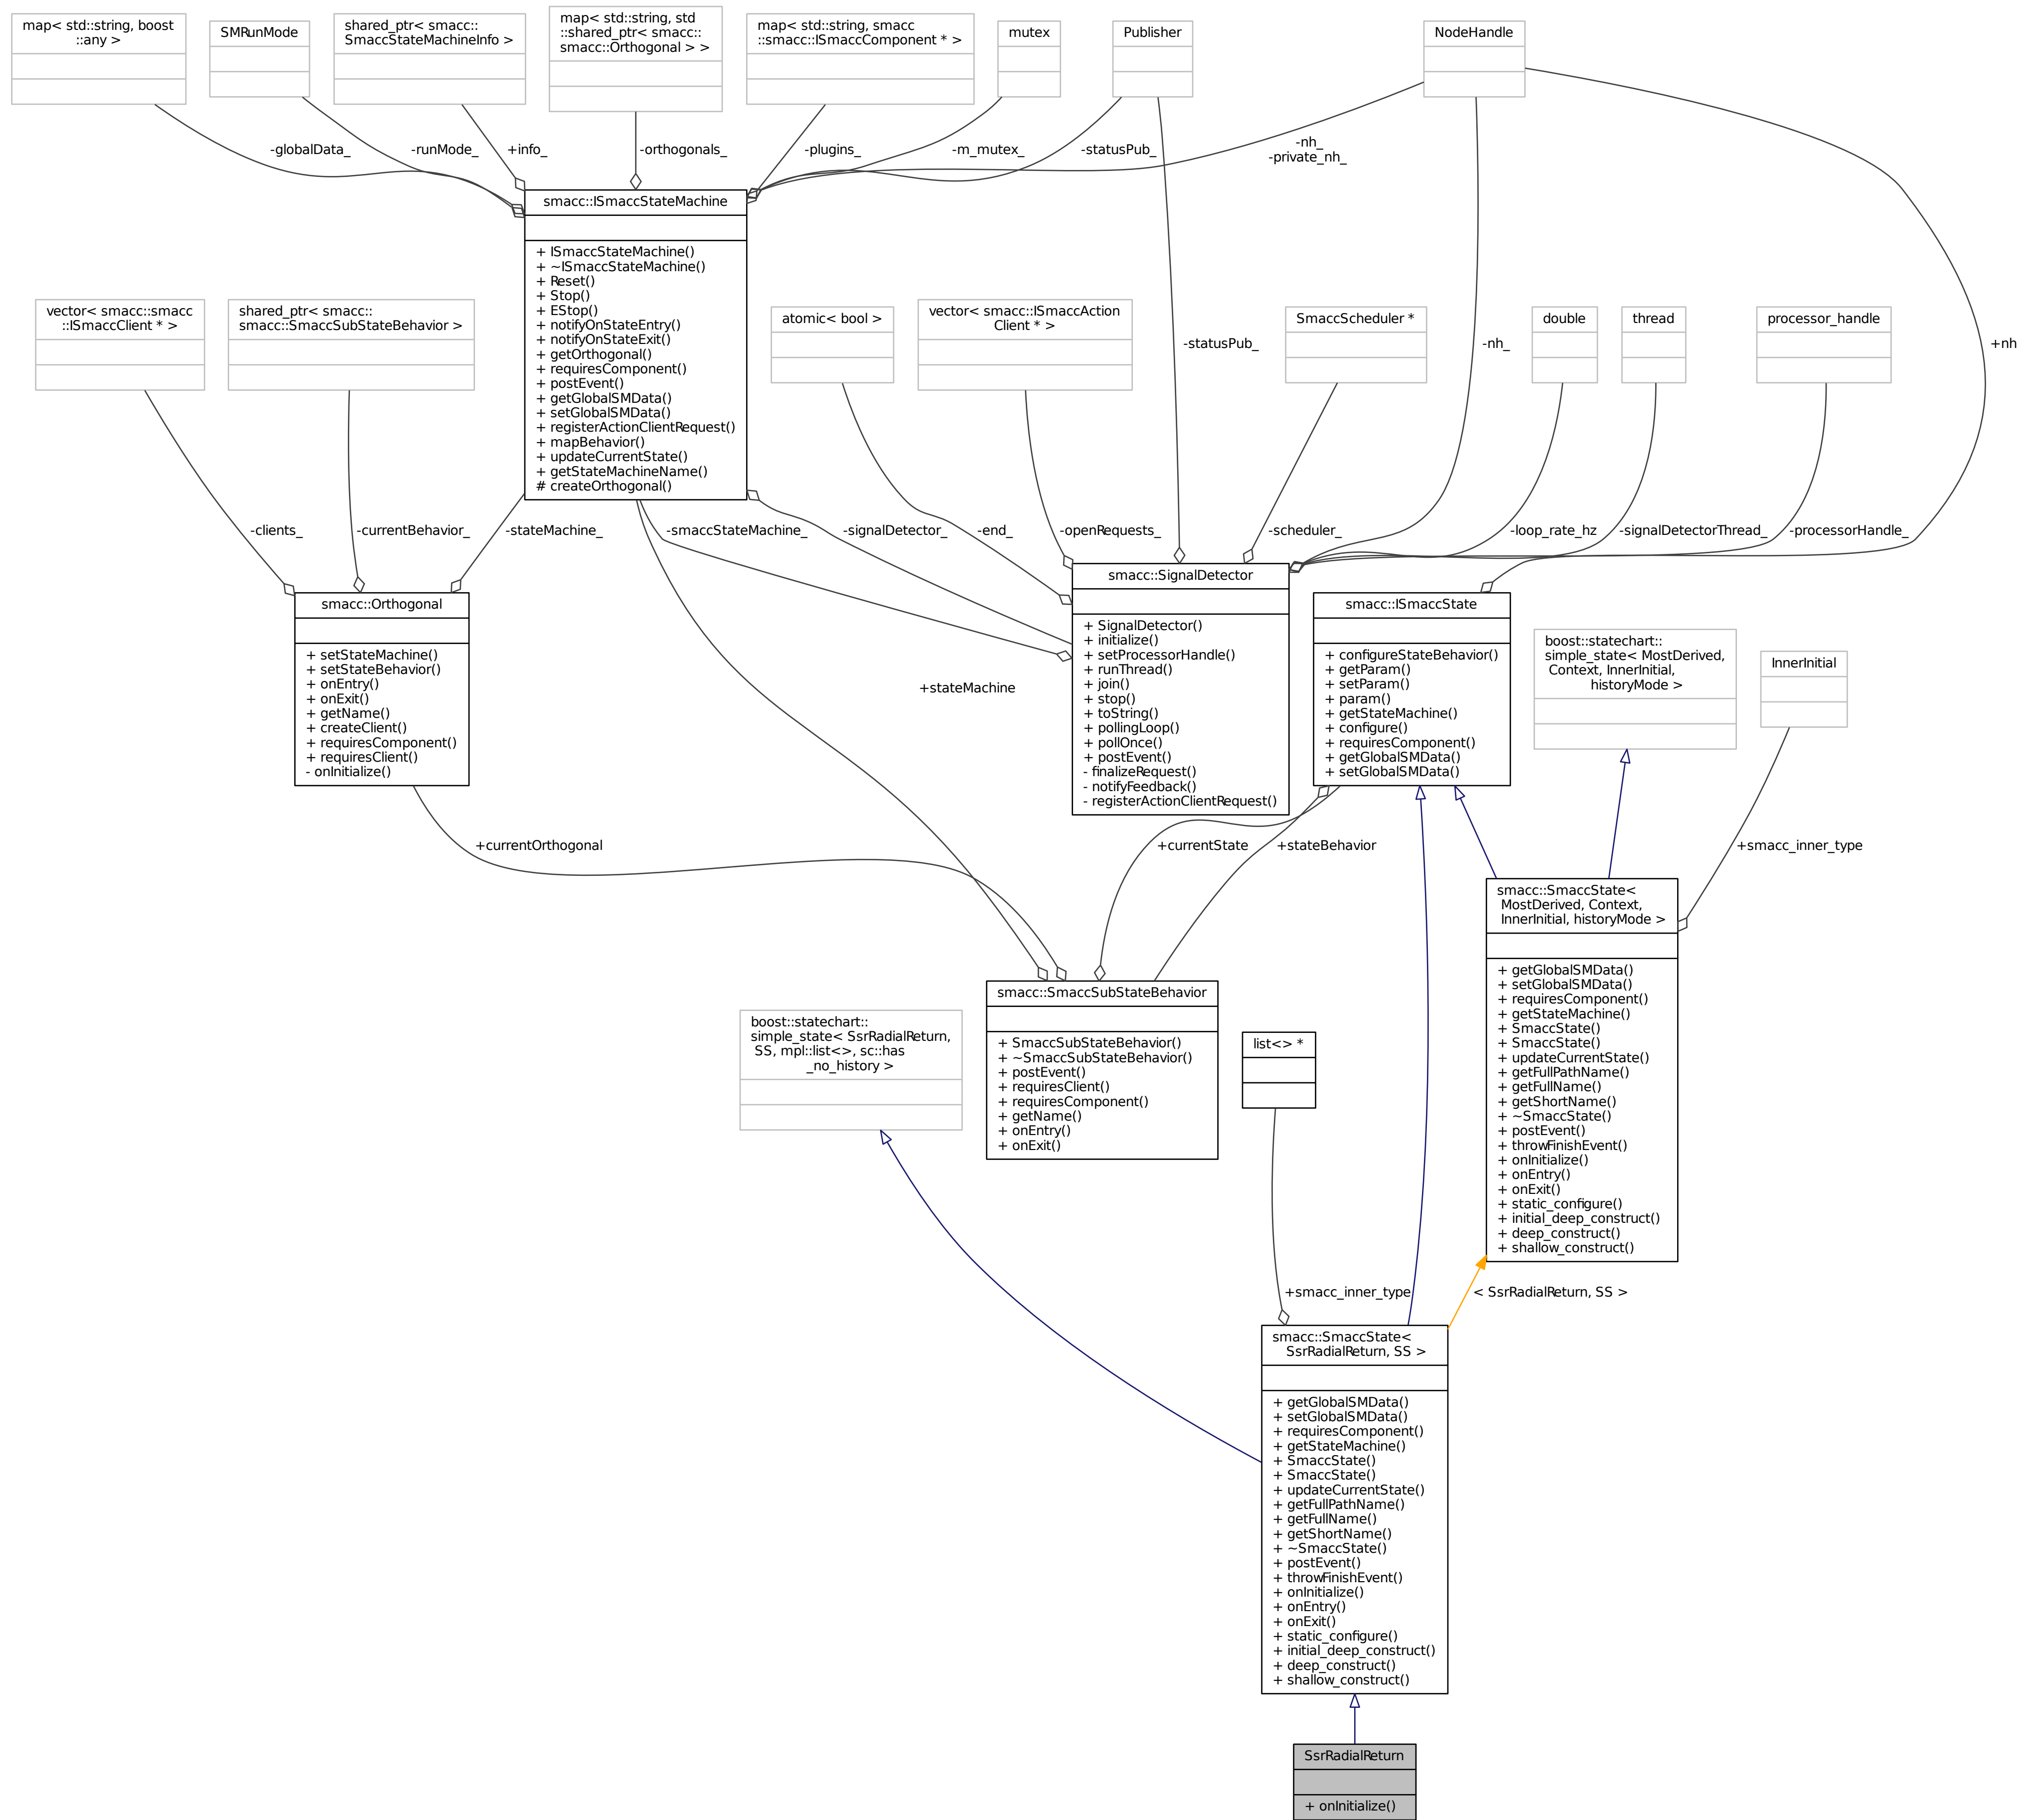 map< std::string, boost
::any >
SMRunMode
shared_ptr< smacc::
SmaccStateMachineInfo >
map< std::string, std
::shared_ptr< smacc::
smacc::Orthogonal > >
map< std::string, smacc
::smacc::ISmaccComponent * >
mutex
Publisher
NodeHandle
-globalData_
-runMode_
+info_
-orthogonals_
-plugins_
-m_mutex_
-statusPub_
-nh_
-private_nh_
smacc::ISmaccStateMachine
+ ISmaccStateMachine()
+ ~ISmaccStateMachine()
+ Reset()
+ Stop()
+ EStop()
+ notifyOnStateEntry()
+ notifyOnStateExit()
+ getOrthogonal()
+ requiresComponent()
+ postEvent()
+ getGlobalSMData()
+ setGlobalSMData()
+ registerActionClientRequest()
+ mapBehavior()
+ updateCurrentState()
+ getStateMachineName()
# createOrthogonal()
vector< smacc::smacc
::ISmaccClient * >
shared_ptr< smacc::
smacc::SmaccSubStateBehavior >
atomic< bool >
vector< smacc::ISmaccAction
Client * >
-statusPub_
SmaccScheduler *
-nh_
double
thread
processor_handle
+nh
-clients_
-currentBehavior_
-stateMachine_
-smaccStateMachine_
-signalDetector_
-end_
-openRequests_
-scheduler_
-loop_rate_hz
-signalDetectorThread_
-processorHandle_
smacc::Orthogonal
+ setStateMachine()
+ setStateBehavior()
+ onEntry()
+ onExit()
+ getName()
+ createClient()
+ requiresComponent()
+ requiresClient()
- onInitialize()
smacc::SignalDetector
+ SignalDetector()
+ initialize()
+ setProcessorHandle()
+ runThread()
+ join()
+ stop()
+ toString()
+ pollingLoop()
+ pollOnce()
+ postEvent()
- finalizeRequest()
- notifyFeedback()
- registerActionClientRequest()
smacc::ISmaccState
+ configureStateBehavior()
+ getParam()
+ setParam()
+ param()
+ getStateMachine()
+ configure()
+ requiresComponent()
+ getGlobalSMData()
+ setGlobalSMData()
boost::statechart::
simple_state< MostDerived,
Context, InnerInitial,
historyMode >
InnerInitial
+stateMachine
+currentOrthogonal
+currentState
+stateBehavior
+smacc_inner_type
smacc::SmaccState<
MostDerived, Context,
InnerInitial, historyMode >
+ getGlobalSMData()
+ setGlobalSMData()
+ requiresComponent()
+ getStateMachine()
+ SmaccState()
+ SmaccState()
+ updateCurrentState()
+ getFullPathName()
+ getFullName()
+ getShortName()
+ ~SmaccState()
+ postEvent()
+ throwFinishEvent()
+ onInitialize()
+ onEntry()
+ onExit()
+ static_configure()
+ initial_deep_construct()
+ deep_construct()
+ shallow_construct()
smacc::SmaccSubStateBehavior
+ SmaccSubStateBehavior()
+ ~SmaccSubStateBehavior()
+ postEvent()
+ requiresClient()
+ requiresComponent()
+ getName()
+ onEntry()
+ onExit()
boost::statechart::
simple_state< SsrRadialReturn,
SS, mpl::list<>, sc::has
_no_history >
list<> *
+smacc_inner_type
< SsrRadialReturn, SS >
smacc::SmaccState<
SsrRadialReturn, SS >
+ getGlobalSMData()
+ setGlobalSMData()
+ requiresComponent()
+ getStateMachine()
+ SmaccState()
+ SmaccState()
+ updateCurrentState()
+ getFullPathName()
+ getFullName()
+ getShortName()
+ ~SmaccState()
+ postEvent()
+ throwFinishEvent()
+ onInitialize()
+ onEntry()
+ onExit()
+ static_configure()
+ initial_deep_construct()
+ deep_construct()
+ shallow_construct()
SsrRadialReturn
+ onInitialize()